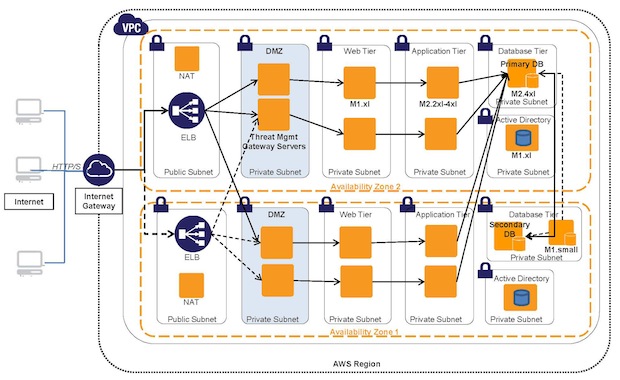 VPC
DMZ
Web Tier
Application Tier
Database Tier
Primary DB
NAT
M1.xl
M2.2xl-4xl
M2.4xl
Private Subnet
ELB
Threat Mgmt
Gateway Servers
Active Directory
M1.xl
Public Subnet
Private Subnet
Private Subnet
Private Subnet
Private Subnet
Availability Zone 2
HTTP/S
Internet
Internet
Gateway
DMZ
Web Tier
Application Tier
Database Tier
Secondary
DB
M1.small
Private Subnet
ELB
NAT
Active Directory
Public Subnet
Private Subnet
Private Subnet
Private Subnet
Private Subnet
Availability Zone 1
AWS Region